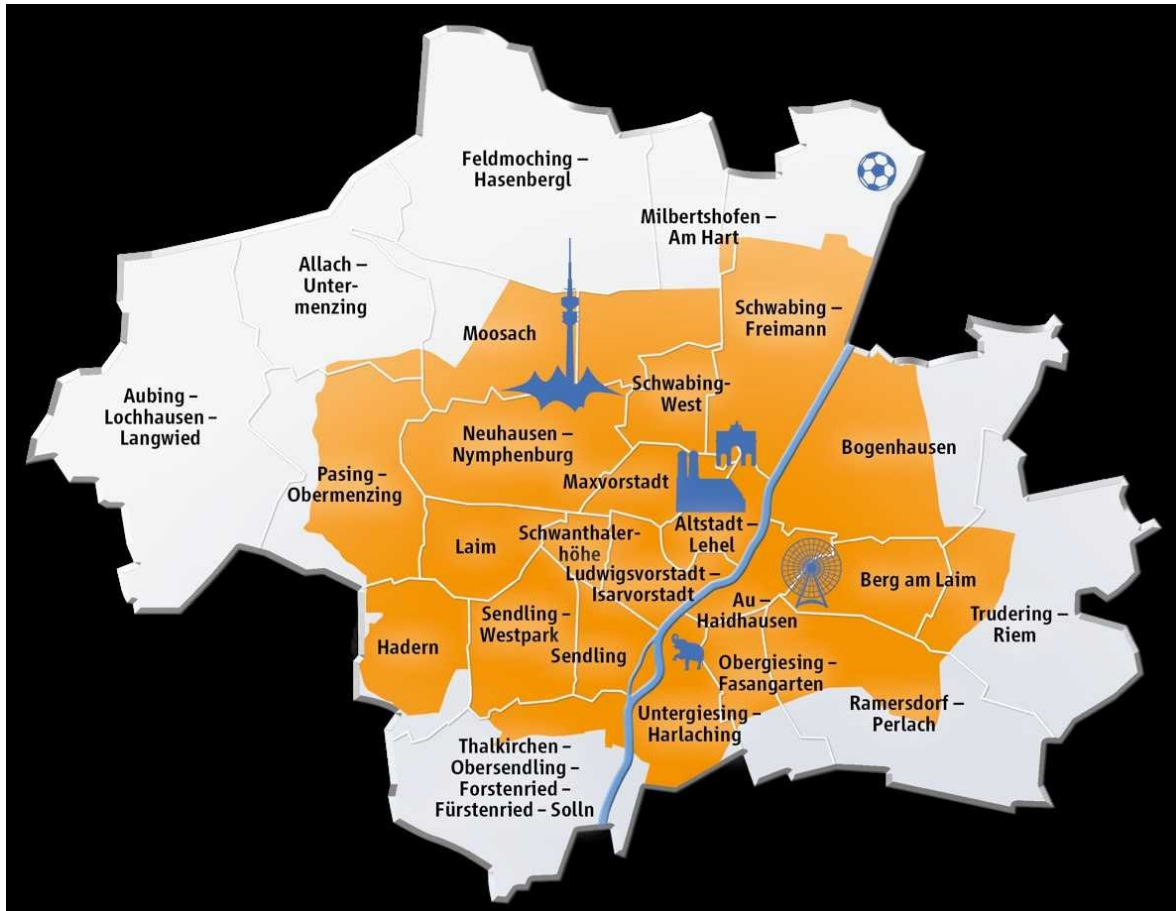 Feldmoching –
Hasenbergl
Milbertshofen –
Am Hart
Allach –
Unter-
menzing
Moosach
Schwabing –
Freimann
Schwabing-
West
Aubing –
Lochhausen –
Langwied
Neuhausen –
Nymphenburg
Bogenhausen
Pasing –
Obermenzing
Maxvorstadt
Altstadt –
Lehel
Laim
Schwanthaler-
höhe
Ludwigsvorstadt –
Isarvorstadt
Berg am Laim
Au –
Haidhausen
Trudering –
Riem
Sendling –
Westpark
Hadern
Sendling
Obergiesing –
Fasangarten
Ramersdorf –
Perlach
Untergiesing –
Harlaching
Thalkirchen –
Obersendling –
Forstenried –
Fürstenried – Solln